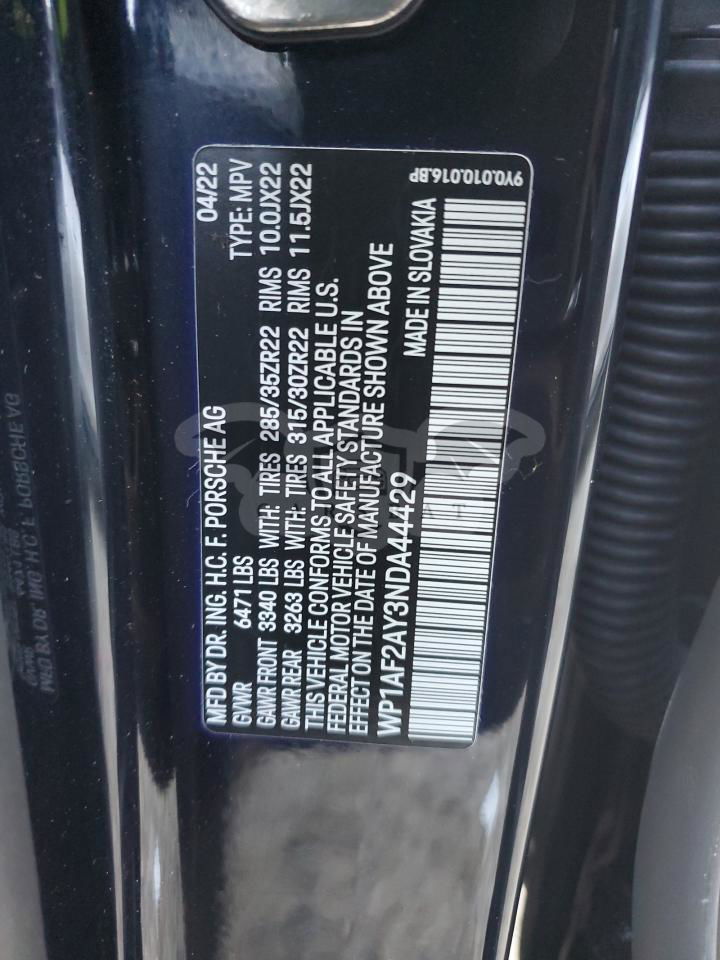 MFD BY DR. ING. H.C. F. PORSCHE AG 04/22
GVWR 6471 LBS TYPE: MPV
GAWR FRONT 3340 LBS WITH: TIRES 285/35ZR22 RIMS 10.0JX22
GAWR REAR 3263 LBS WITH: TIRES 315/30ZR22 RIMS 11.5JX22
THIS VEHICLE CONFORMS TO ALL APPLICABLE U.S.
FEDERAL MOTOR VEHICLE SAFETY STANDARDS IN
EFFECT ON THE DATE OF MANUFACTURE SHOWN ABOVE
WP1AF2AY3NDA44429 MADE IN SLOVAKIA
9Y0.010.016.BP